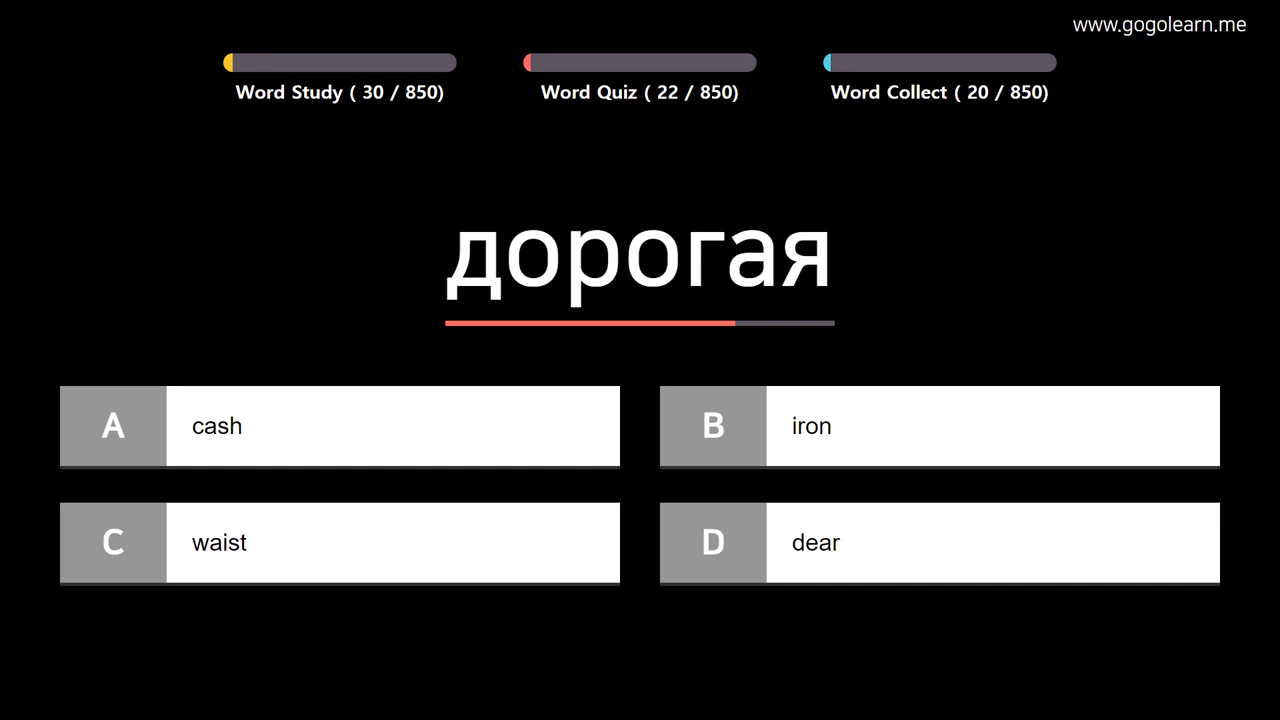 www.gogolearn.me
Word Study ( 30 / 850)
Word Quiz ( 22 / 850)
Word Collect ( 20 / 850)
дорогая
A cash
B iron
C waist
D dear